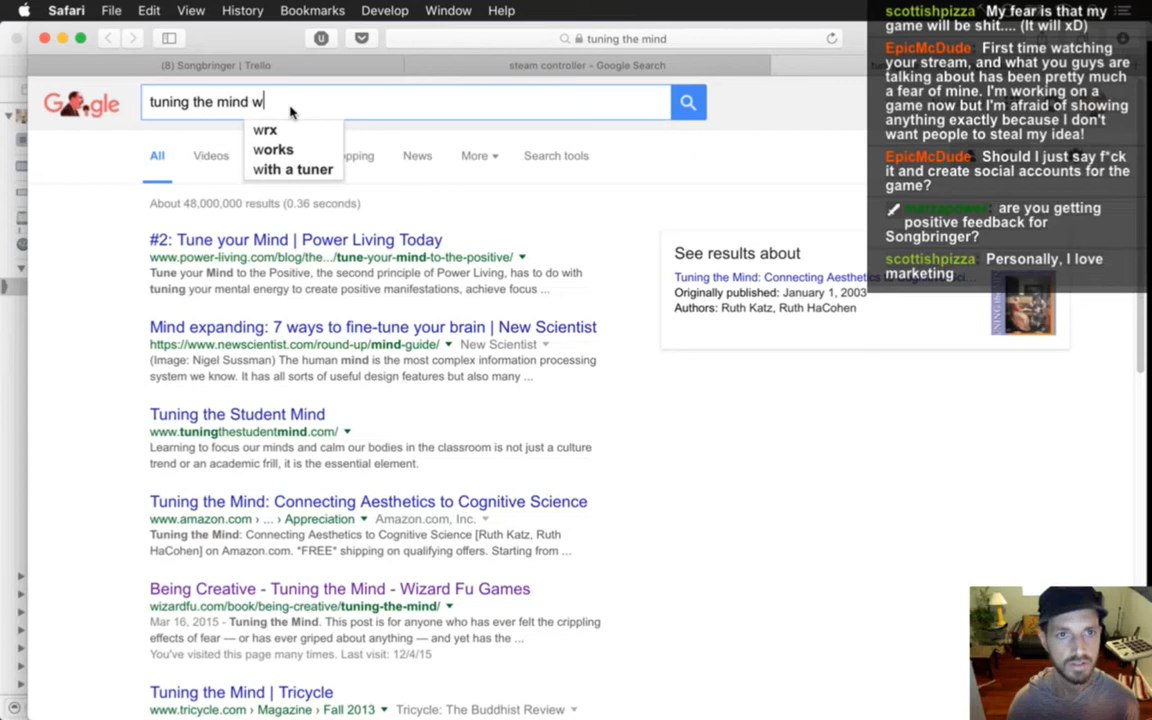 Safari File Edit View History Bookmarks Develop Window Help
tuning the mind
(8) Songbringer | Trello
steam controller - Google Search
tuning the mind w
wrx
works
with a tuner
All Videos News More Search tools
About 48,000,000 results (0.36 seconds)
#2: Tune your Mind | Power Living Today
www.power-living.com/blog/the.../tune-your-mind-to-the-positive/
Tune your Mind to the Positive, the second principle of Power Living, has to do with
tuning your mental energy to create positive manifestations, achieve focus ...
Mind expanding: 7 ways to fine-tune your brain | New Scientist
https://www.newscientist.com/round-up/mind-guide/ New Scientist
(Image: Nigel Sussman) The human mind is the most complex information processing
system we know. It has all sorts of useful design features but also many ...
Tuning the Student Mind
www.tuningthestudentmind.com/
Learning to focus our minds and calm our bodies in the classroom is not just a culture
trend or an academic frill, it is the essential element.
Tuning the Mind: Connecting Aesthetics to Cognitive Science
www.amazon.com › ... › Appreciation Amazon.com, Inc.
Tuning the Mind: Connecting Aesthetics to Cognitive Science [Ruth Katz, Ruth
HaCohen] on Amazon.com. *FREE* shipping on qualifying offers. Starting from ...
Being Creative - Tuning the Mind - Wizard Fu Games
wizardfu.com/book/being-creative/tuning-the-mind/
Mar 16, 2015 - Tuning the Mind. This post is for anyone who has ever felt the crippling
effects of fear — or has ever griped about anything — and yet has the ...
You've visited this page many times. Last visit: 12/4/15
Tuning the Mind | Tricycle
www.tricycle.com › Magazine › Fall 2013 Tricycle: The Buddhist Review
See results about
Tuning the Mind: Connecting Aesthetics to Cognitive Sci...
Originally published: January 1, 2003
Authors: Ruth Katz, Ruth HaCohen
scottishpizza: My fear is that my
game will be shit.... (It will xD)
EpicMcDude: First time watching
your stream, and what you guys are
talking about has been pretty much
a fear of mine. I'm working on a
game now but I'm afraid of showing
anything exactly because I don't
want people to steal my idea!
EpicMcDude: Should I just say f*ck
it and create social accounts for the
game?
are you getting
positive feedback for
Songbringer?
scottishpizza: Personally, I love
marketing